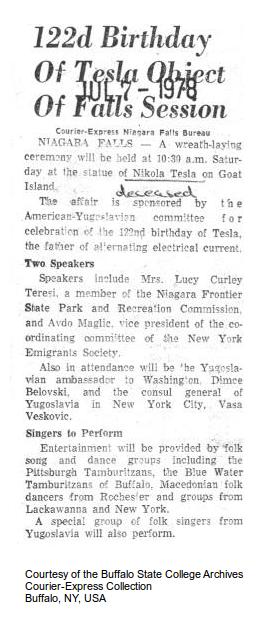 122d Birthday
Of Tesla Object
JUL 7 - 1978
Of Falls Session
Courier-Express Niagara Falls Bureau
NIAGARA FALLS — A wreath-laying
ceremony will be held at 10:30 a.m. Satur-
day at the statue of Nikola Tesla on Goat
Island.
deceased
The affair is sponsored by the
American-Yugoslavian committee for
celebration of the 122nd birthday of Tesla,
the father of alternating electrical current.
Two Speakers
Speakers include Mrs. Lucy Curley
Teresi, a member of the Niagara Frontier
State Park and Recreation Commission,
and Avdo Maglic, vice president of the co-
ordinating committee of the New York
Emigrants Society.
Also in attendance will be the Yugosla-
vian ambassador to Washington, Dimce
Belovski, and the consul general of
Yugoslavia in New York City, Vasa
Veskovic.
Singers to Perform
Entertainment will be provided by folk
song and dance groups including the
Pittsburgh Tamburitzans, the Blue Water
Tamburitzans of Buffalo, Macedonian folk
dancers from Rochester and groups from
Lackawanna and New York.
A special group of folk singers from
Yugoslavia will also perform.
Courtesy of the Buffalo State College Archives
Courier-Express Collection
Buffalo, NY, USA